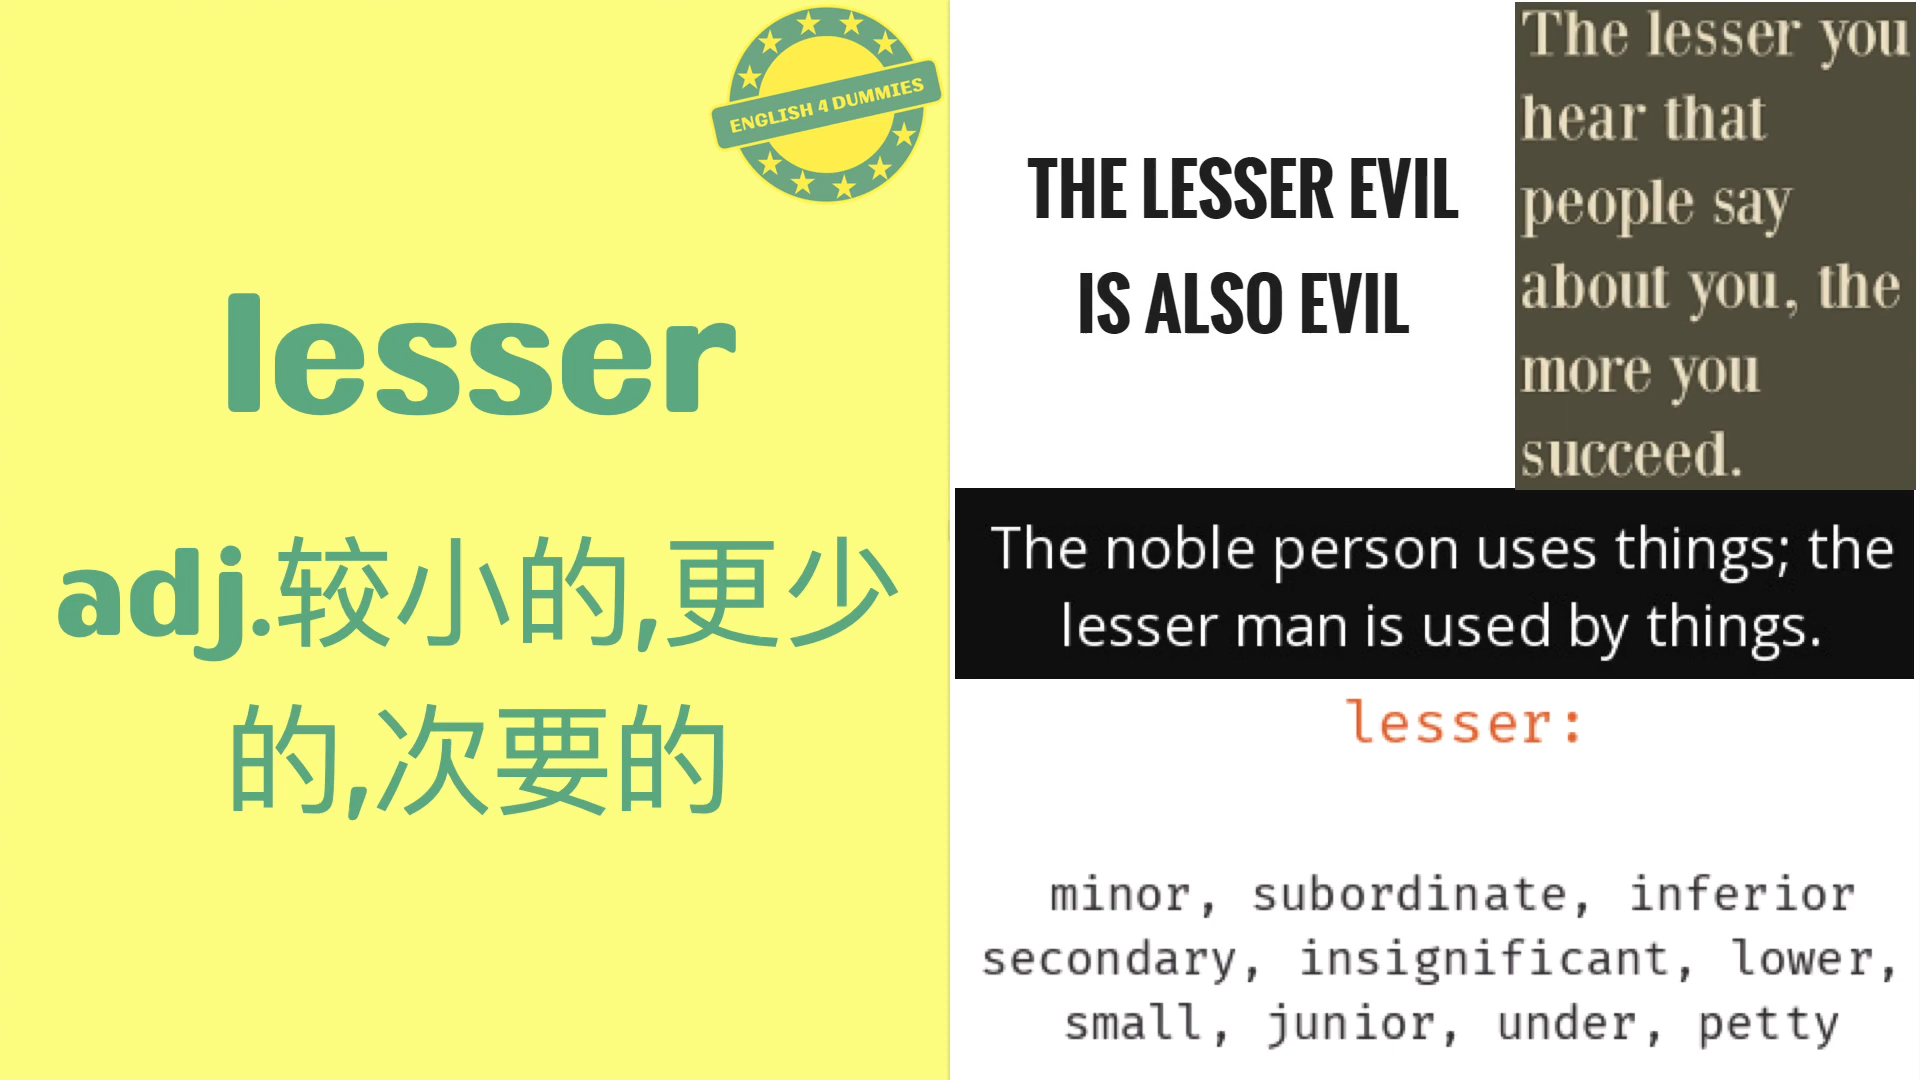 ENGLISH 4 DUMMIES
lesser
adj.较小的,更少
的,次要的
THE LESSER EVIL
IS ALSO EVIL
The lesser you
hear that
people say
about you, the
more you
succeed.
The noble person uses things; the
lesser man is used by things.
lesser:
minor, subordinate, inferior
secondary, insignificant, lower,
small, junior, under, petty